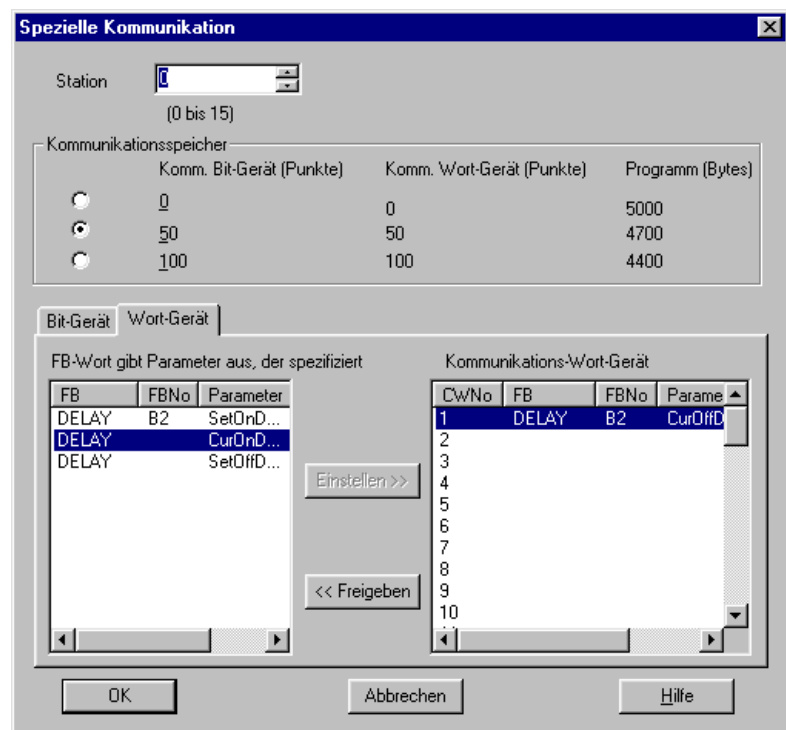 Spezielle Kommunikation
Station 0
(0 bis 15)
Kommunikationsspeicher
Komm. Bit-Gerät (Punkte) Komm. Wort-Gerät (Punkte) Programm (Bytes)
0 0 5000
50 50 4700
100 100 4400
Bit-Gerät Wort-Gerät
FB-Wort gibt Parameter aus, der spezifiziert
FB FBNo Parameter
DELAY B2 SetOnD...
DELAY CurOnD...
DELAY SetOffD...
Einstellen >>
<< Freigeben
Kommunikations-Wort-Gerät
CWNo FB FBNo Parame
1 DELAY B2 CurOffD
2
3
4
5
6
7
8
9
10
OK Abbrechen Hilfe